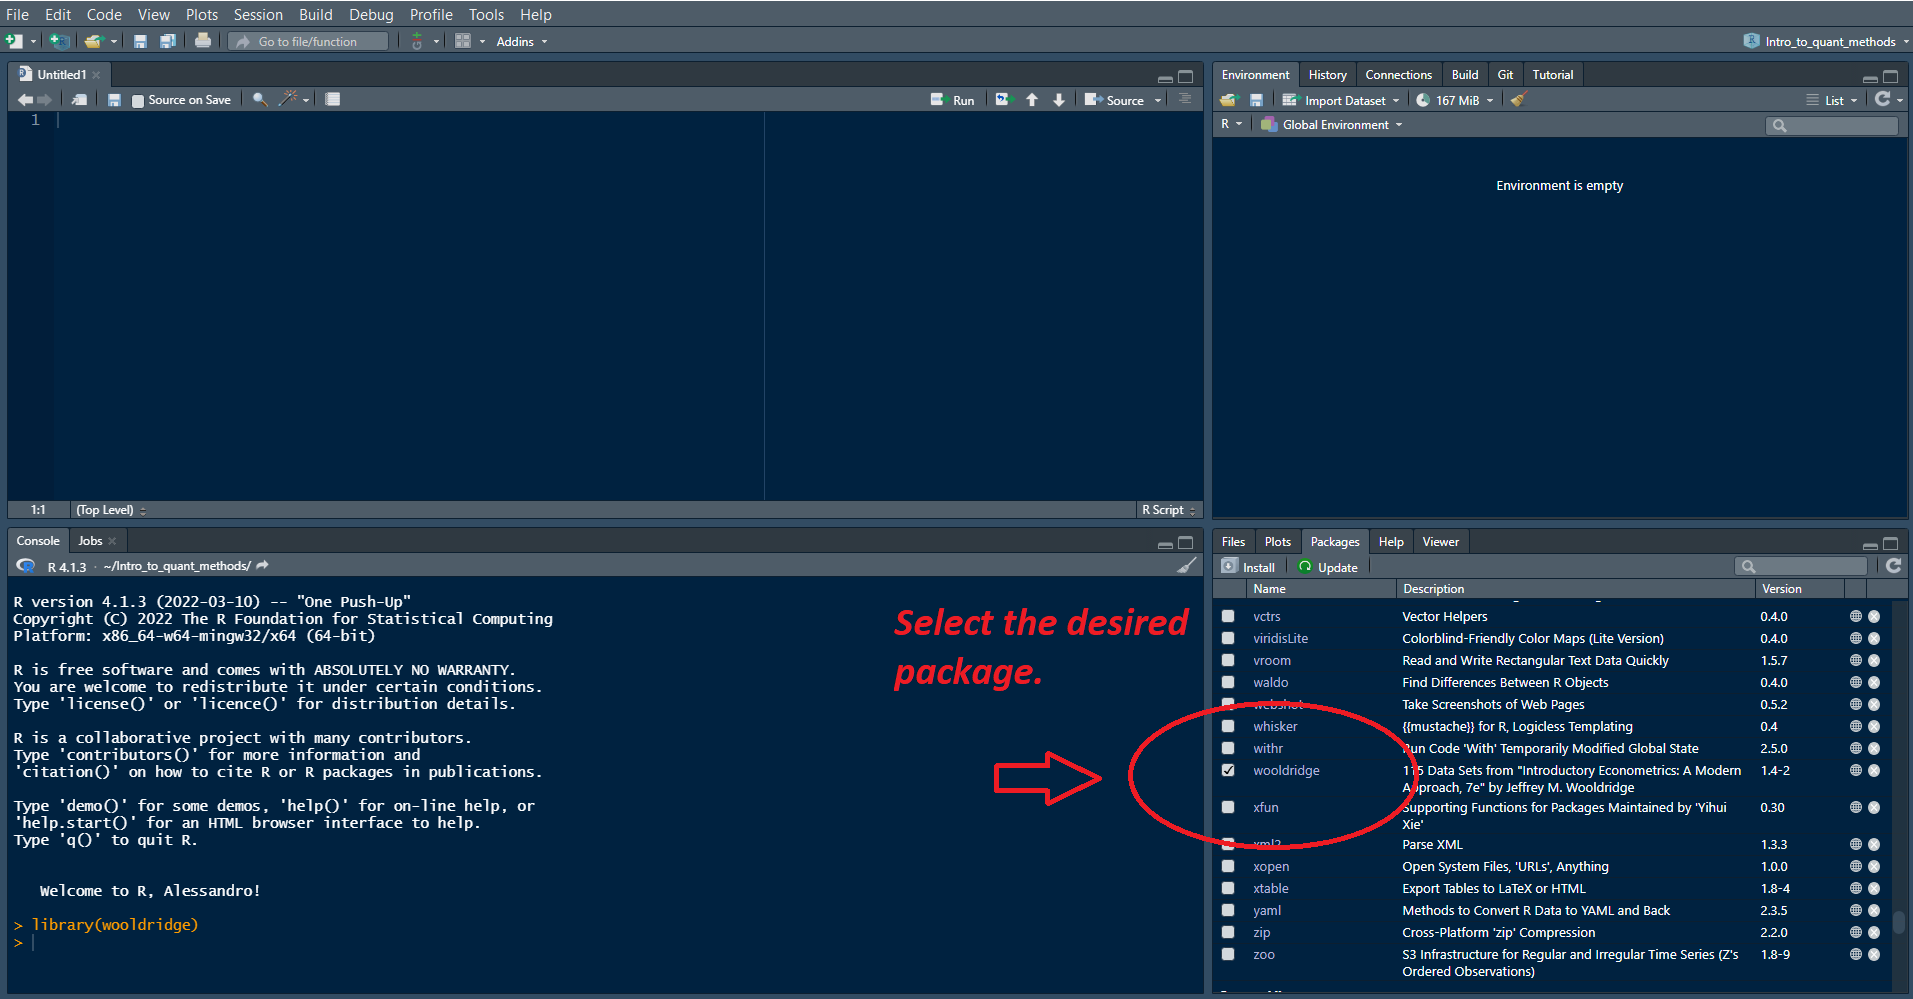 File Edit Code View Plots Session Build Debug Profile Tools Help
Go to file/function Addins Intro_to_quant_methods
Untitled1
Source on Save Run Source
1
1:1 (Top Level) R Script
Environment History Connections Build Git Tutorial
Import Dataset 167 MiB List
R Global Environment
Environment is empty
Console Jobs
R 4.1.3 · ~/Intro_to_quant_methods/
R version 4.1.3 (2022-03-10) -- "One Push-Up"
Copyright (C) 2022 The R Foundation for Statistical Computing
Platform: x86_64-w64-mingw32/x64 (64-bit)
R is free software and comes with ABSOLUTELY NO WARRANTY.
You are welcome to redistribute it under certain conditions.
Type 'license()' or 'licence()' for distribution details.
R is a collaborative project with many contributors.
Type 'contributors()' for more information and
'citation()' on how to cite R or R packages in publications.
Type 'demo()' for some demos, 'help()' for on-line help, or
'help.start()' for an HTML browser interface to help.
Type 'q()' to quit R.
Welcome to R, Alessandro!
> library(wooldridge)
>
Select the desired
package.
Files Plots Packages Help Viewer
Install Update
Name Description Version
vctrs Vector Helpers 0.4.0
viridisLite Colorblind-Friendly Color Maps (Lite Version) 0.4.0
vroom Read and Write Rectangular Text Data Quickly 1.5.7
waldo Find Differences Between R Objects 0.4.0
webshot Take Screenshots of Web Pages 0.5.2
whisker {{mustache}} for R, Logicless Templating 0.4
withr Run Code 'With' Temporarily Modified Global State 2.5.0
wooldridge 115 Data Sets from "Introductory Econometrics: A Modern 1.4-2
Approach, 7e" by Jeffrey M. Wooldridge
xfun Supporting Functions for Packages Maintained by 'Yihui 0.30
Xie'
xml2 Parse XML 1.3.3
xopen Open System Files, 'URLs', Anything 1.0.0
xtable Export Tables to LaTeX or HTML 1.8-4
yaml Methods to Convert R Data to YAML and Back 2.3.5
zip Cross-Platform 'zip' Compression 2.2.0
zoo S3 Infrastructure for Regular and Irregular Time Series (Z's 1.8-9
Ordered Observations)